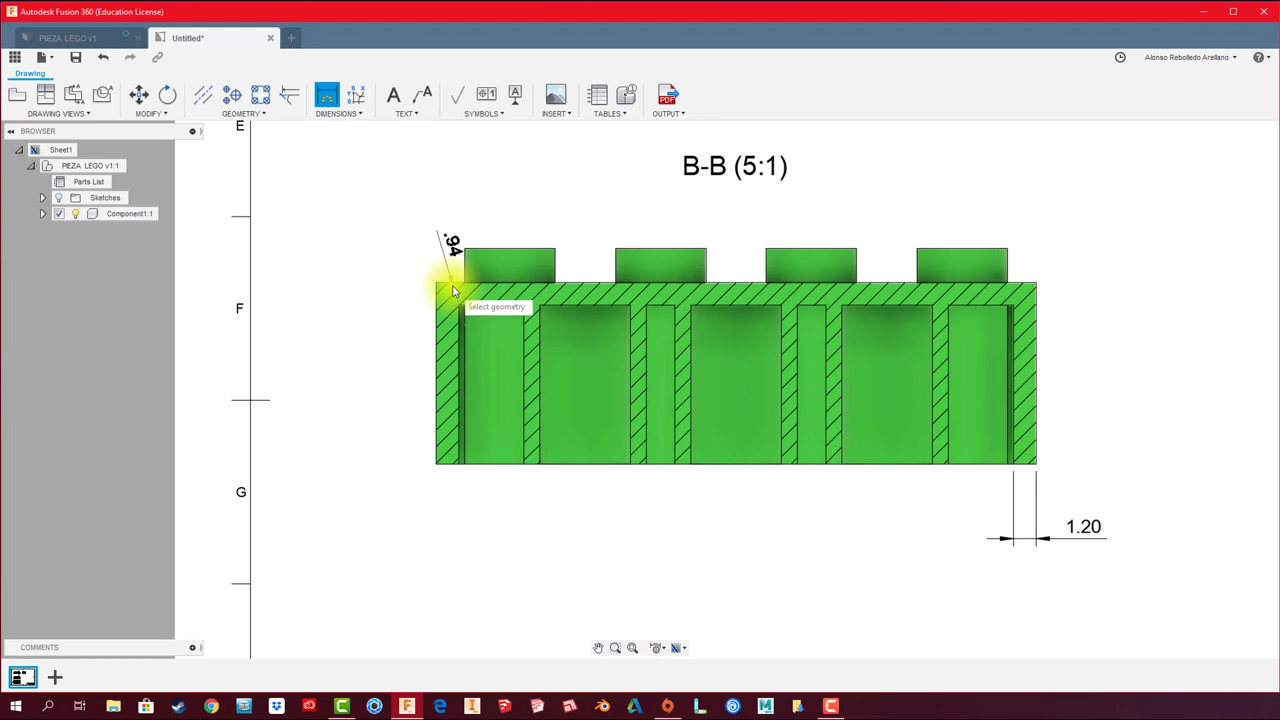 Autodesk Fusion 360 (Education License)
PIEZA LEGO v1
Untitled*
Alonso Rebolledo Arellano
Drawing
DRAWING VIEWS
MODIFY
GEOMETRY
DIMENSIONS
TEXT
SYMBOLS
INSERT
TABLES
OUTPUT
PDF
BROWSER
Sheet1
PIEZA LEGO v1:1
Parts List
Sketches
Component1:1
E
B-B (5:1)
.94
Select geometry
F
G
1.20
COMMENTS